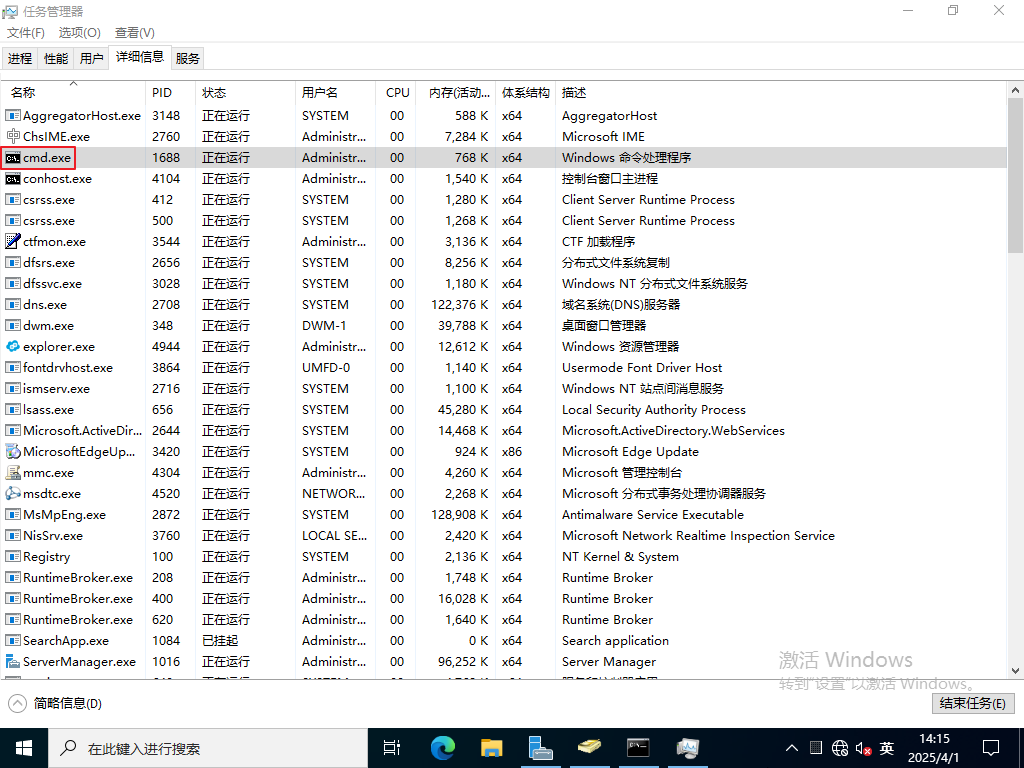 任务管理器
文件(F) 选项(O) 查看(V)
进程 性能 用户 详细信息 服务
名称 PID 状态 用户名 CPU 内存(活动... 体系结构 描述
AggregatorHost.exe 3148 正在运行 SYSTEM 00 588 K x64 AggregatorHost
ChsIME.exe 2760 正在运行 Administr... 00 7,284 K x64 Microsoft IME
cmd.exe 1688 正在运行 Administr... 00 768 K x64 Windows 命令处理程序
conhost.exe 4104 正在运行 Administr... 00 1,540 K x64 控制台窗口主进程
csrss.exe 412 正在运行 SYSTEM 00 1,280 K x64 Client Server Runtime Process
csrss.exe 500 正在运行 SYSTEM 00 1,268 K x64 Client Server Runtime Process
ctfmon.exe 3544 正在运行 Administr... 00 3,136 K x64 CTF 加载程序
dfsrs.exe 2656 正在运行 SYSTEM 00 8,256 K x64 分布式文件系统复制
dfssvc.exe 3028 正在运行 SYSTEM 00 1,180 K x64 Windows NT 分布式文件系统服务
dns.exe 2708 正在运行 SYSTEM 00 122,376 K x64 域名系统(DNS)服务器
dwm.exe 348 正在运行 DWM-1 00 39,788 K x64 桌面窗口管理器
explorer.exe 4944 正在运行 Administr... 00 12,612 K x64 Windows 资源管理器
fontdrvhost.exe 3864 正在运行 UMFD-0 00 1,140 K x64 Usermode Font Driver Host
ismserv.exe 2716 正在运行 SYSTEM 00 1,100 K x64 Windows NT 站点间消息服务
lsass.exe 656 正在运行 SYSTEM 00 45,280 K x64 Local Security Authority Process
Microsoft.ActiveDir... 2644 正在运行 SYSTEM 00 14,468 K x64 Microsoft.ActiveDirectory.WebServices
MicrosoftEdgeUp... 3420 正在运行 SYSTEM 00 924 K x86 Microsoft Edge Update
mmc.exe 4304 正在运行 Administr... 00 4,260 K x64 Microsoft 管理控制台
msdtc.exe 4520 正在运行 NETWOR... 00 2,268 K x64 Microsoft 分布式事务处理协调器服务
MsMpEng.exe 2872 正在运行 SYSTEM 00 128,908 K x64 Antimalware Service Executable
NisSrv.exe 3760 正在运行 LOCAL SE... 00 2,420 K x64 Microsoft Network Realtime Inspection Service
Registry 100 正在运行 SYSTEM 00 2,136 K x64 NT Kernel & System
RuntimeBroker.exe 208 正在运行 Administr... 00 1,748 K x64 Runtime Broker
RuntimeBroker.exe 400 正在运行 Administr... 00 16,028 K x64 Runtime Broker
RuntimeBroker.exe 620 正在运行 Administr... 00 1,640 K x64 Runtime Broker
SearchApp.exe 1084 已挂起 Administr... 00 0 K x64 Search application
ServerManager.exe 1016 正在运行 Administr... 00 96,252 K x64 Server Manager
激活 Windows
转到"设置"以激活 Windows。
简略信息(D) 结束任务(E)
在此键入进行搜索 英 14:15
2025/4/1